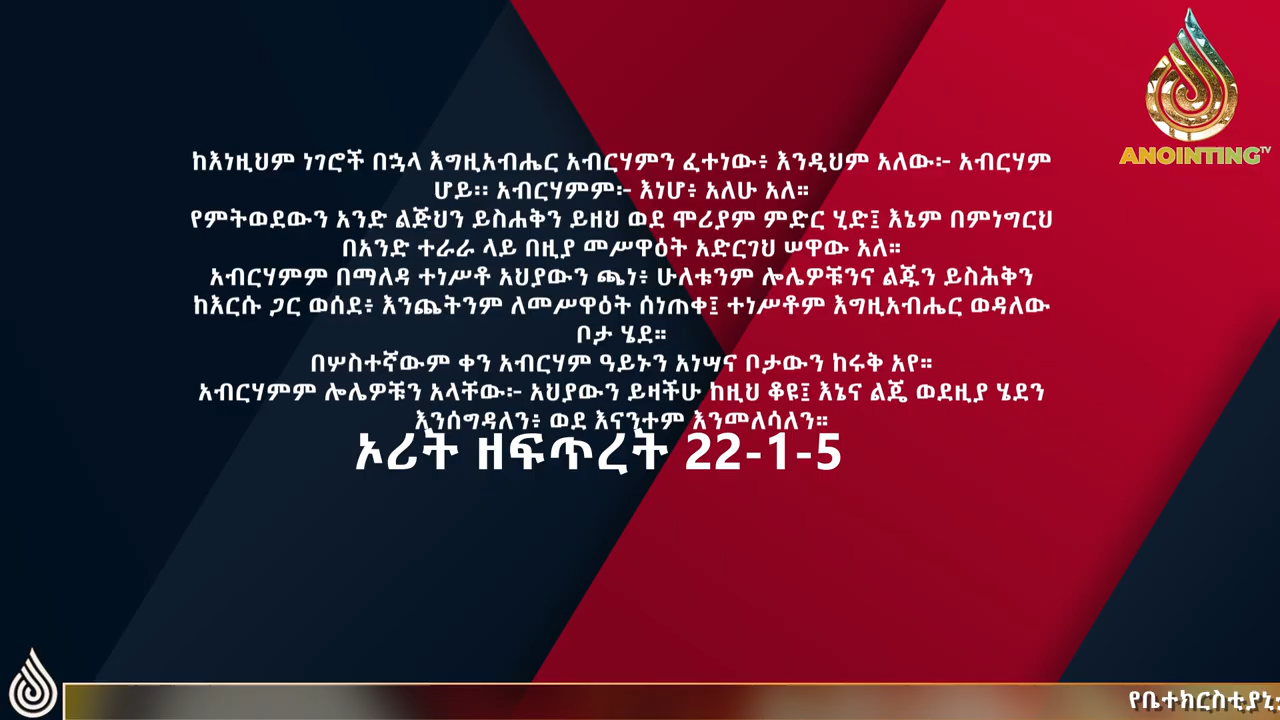 ANOINTING TV
ከእነዚህም ነገሮች በኋላ እግዚአብሔር አብርሃምን ፈተነው፥ እንዲህም አለው፦ አብርሃም
ሆይ፡፡ አብርሃምም፦ እነሆ፥ አለሁ አለ።
የምትወደውን አንድ ልጅህን ይስሐቅን ይዘህ ወደ ሞሪያም ምድር ሂድ፤ እኔም በምነግርህ
በአንድ ተራራ ላይ በዚያ መሥዋዕት አድርገህ ሠዋው አለ።
አብርሃምም በማለዳ ተነሥቶ አህያውን ጫነ፥ ሁለቱንም ሎሌዎቹንና ልጁን ይስሕቅን
ከእርሱ ጋር ወሰደ፥ እንጨትንም ለመሥዋዕት ሰነጠቀ፤ ተነሥቶም እግዚአብሔር ወዳለው
ቦታ ሄደ።
በሦስተኛውም ቀን አብርሃም ዓይኑን አነሣና ቦታውን ከሩቅ አየ።
አብርሃምም ሎሌዎቹን አላቸው፦ አህያውን ይዛችሁ ከዚህ ቆዩ፤ እኔና ልጄ ወደዚያ ሄደን
እንሰግዳለን፥ ወደ እናንተም እንመለሳለን።
ኦሪት ዘፍጥረት 22-1-5